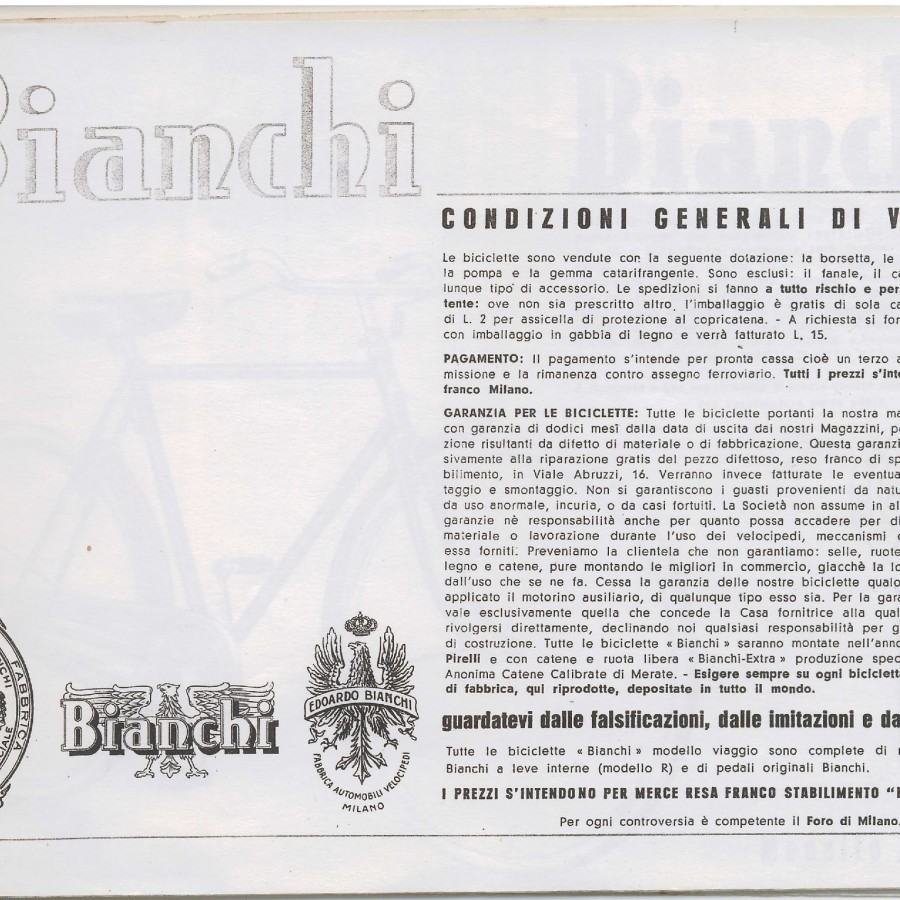 Bianchi
CONDIZIONI GENERALI DI V
Le biciclette sono vendute con la seguente dotazione: la borsetta, le
la pompa e la gemma catarifrangente. Sono esclusi: il fanale, il ca
lunque tipo di accessorio. Le spedizioni si fanno a tutto rischio e per
tente: ove non sia prescritto altro, l'imballaggio è gratis di sola ca
di L. 2 per assicella di protezione al copricatena. - A richiesta si for
con imballaggio in gabbia di legno e verrà fatturato L. 15.
PAGAMENTO: Il pagamento s'intende per pronta cassa cioè un terzo a
missione e la rimanenza contro assegno ferroviario. Tutti i prezzi s'inte
franco Milano.
GARANZIA PER LE BICICLETTE: Tutte le biciclette portanti la nostra ma
con garanzia di dodici mesi dalla data di uscita dai nostri Magazzini, pe
zione risultanti da difetto di materiale o di fabbricazione. Questa garanzi
sivamente alla riparazione gratis del pezzo difettoso, reso franco di sp
bilimento, in Viale Abruzzi, 16. Verranno invece fatturate le eventua
taggio e smontaggio. Non si garantiscono i guasti provenienti da natu
da uso anormale, incuria, o da casi fortuiti. La Società non assume in al
garanzie nè responsabilità anche per quanto possa accadere per di
materiale o lavorazione durante l'uso dei velocipedi, meccanismi
essa forniti. Preveniamo la clientela che non garantiamo: selle, ruote
legno e catene, pure montando le migliori in commercio, giacchè la lo
dall'uso che se ne fa. Cessa la garanzia delle nostre biciclette qualo
applicato il motorino ausiliario, di qualunque tipo esso sia. Per la gara
vale esclusivamente quella che concede la Casa fornitrice alla qual
rivolgersi direttamente, declinando noi qualsiasi responsabilità per g
di costruzione. Tutte le biciclette « Bianchi » saranno montate nell'anno
Pirelli e con catene e ruota libera « Bianchi-Extra » produzione spec
Anonima Catene Calibrate di Merate. - Esigere sempre su ogni bicicletta
di fabbrica, qui riprodotte, depositate in tutto il mondo.
guardatevi dalle falsificazioni, dalle imitazioni e da
Tutte le biciclette « Bianchi » modello viaggio sono complete di
Bianchi a leve interne (modello R) e di pedali originali Bianchi.
I PREZZI S'INTENDONO PER MERCE RESA FRANCO STABILIMENTO "
Per ogni controversia è competente il Foro di Milano.
FABBRICA
Bianchi
EDOARDO BIANCHI
FABBRICA AUTOMOBILI VELOCIPEDI
MILANO